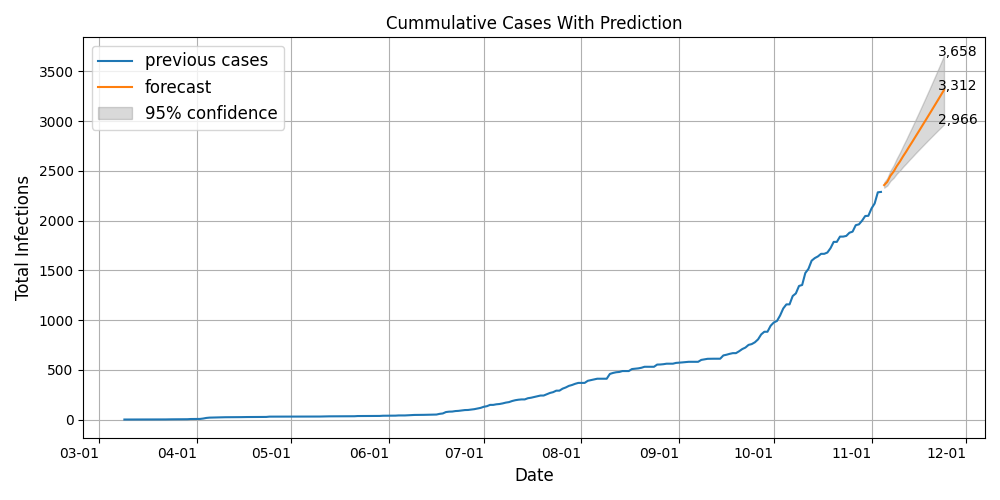 Cummulative Cases With Prediction
previous cases
forecast
95% confidence
3,658
3,312
2,966
3500
3000
2500
2000
1500
1000
500
0
Total Infections
03-01 04-01 05-01 06-01 07-01 08-01 09-01 10-01 11-01 12-01
Date